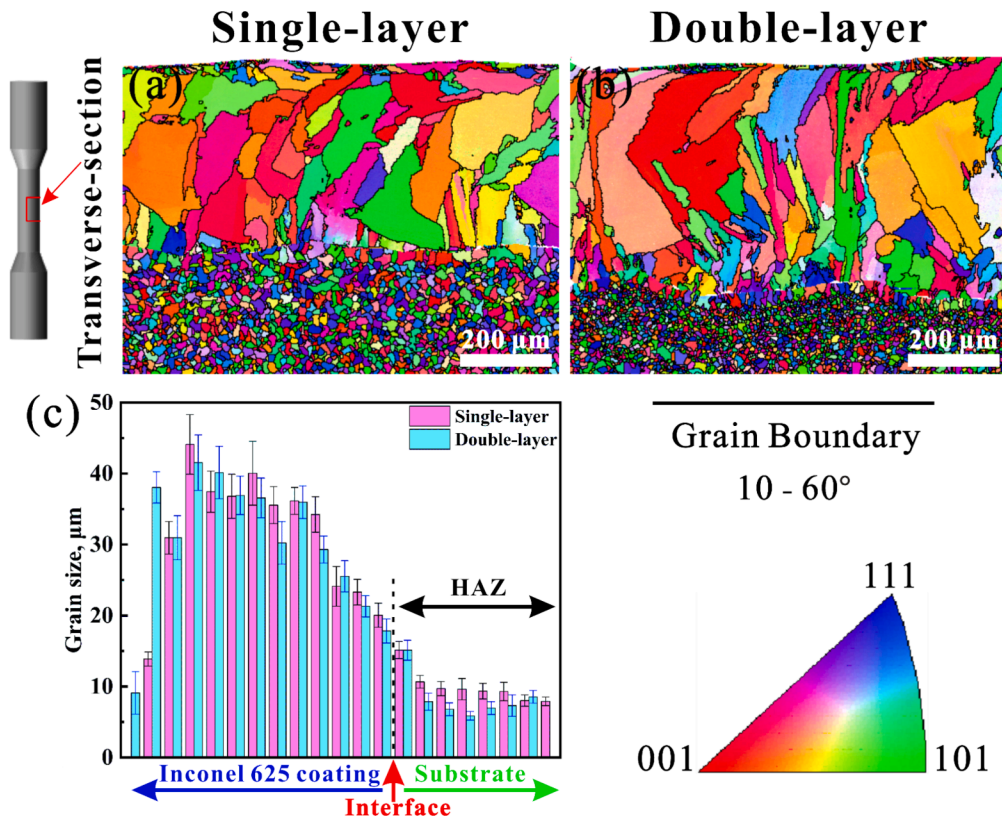 Single-layer
Double-layer
Transverse-section
(a)
(b)
200 μm
200 μm
(c)
50
40
30
20
10
0
Grain size, μm
Single-layer
Double-layer
HAZ
Inconel 625 coating
Substrate
Interface
Grain Boundary
10 - 60°
111
001
101